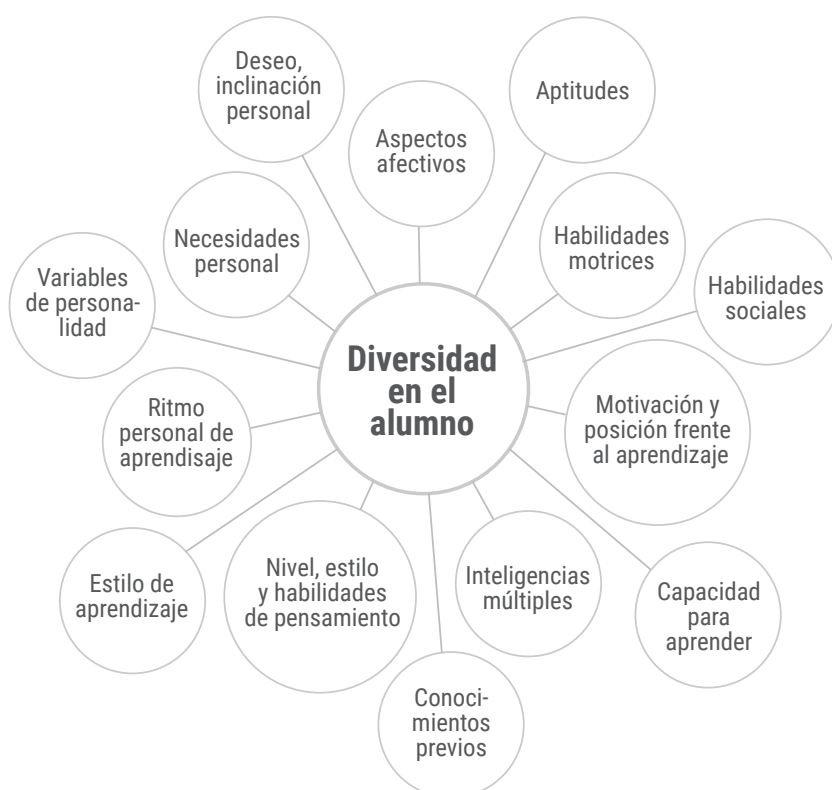 Deseo,
inclinación
personal
Aptitudes
Aspectos
afectivos
Necesidades
personal
Habilidades
motrices
Variables
de persona-
lidad
Habilidades
sociales
Diversidad
en el
alumno
Ritmo
personal de
aprendisaje
Motivación y
posición frente
al aprendizaje
Estilo de
aprendizaje
Nivel, estilo
y habilidades
de pensamiento
Inteligencias
múltiples
Capacidad
para
aprender
Conoci-
mientos
previos